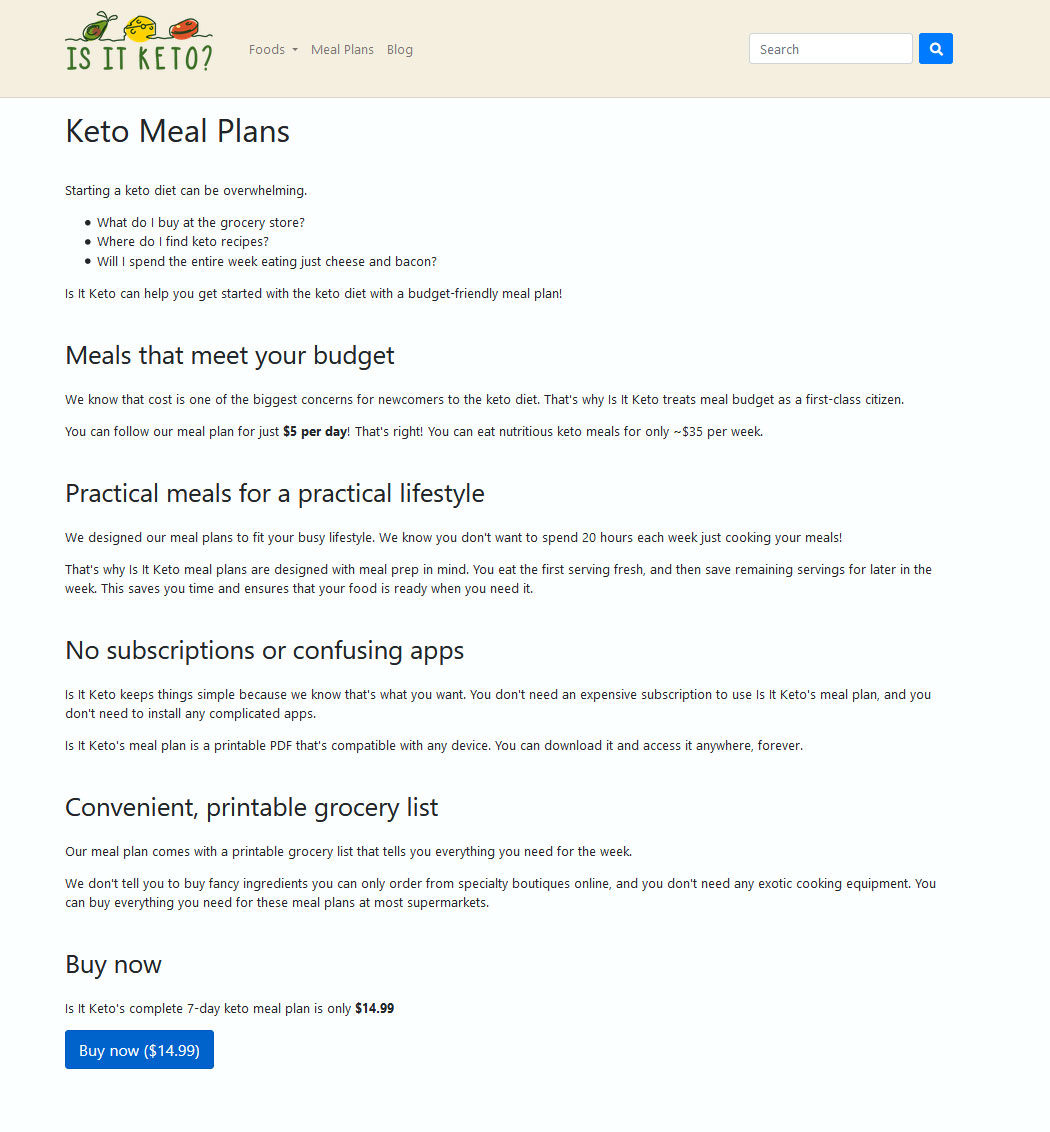 IS IT KETO?
Foods
Meal Plans
Blog
Search
Keto Meal Plans
Starting a keto diet can be overwhelming.
What do I buy at the grocery store?
Where do I find keto recipes?
Will I spend the entire week eating just cheese and bacon?
Is It Keto can help you get started with the keto diet with a budget-friendly meal plan!
Meals that meet your budget
We know that cost is one of the biggest concerns for newcomers to the keto diet. That's why Is It Keto treats meal budget as a first-class citizen.
You can follow our meal plan for just $5 per day! That's right! You can eat nutritious keto meals for only ~$35 per week.
Practical meals for a practical lifestyle
We designed our meal plans to fit your busy lifestyle. We know you don't want to spend 20 hours each week just cooking your meals!
That's why Is It Keto meal plans are designed with meal prep in mind. You eat the first serving fresh, and then save remaining servings for later in the
week. This saves you time and ensures that your food is ready when you need it.
No subscriptions or confusing apps
Is It Keto keeps things simple because we know that's what you want. You don't need an expensive subscription to use Is It Keto's meal plan, and you
don't need to install any complicated apps.
Is It Keto's meal plan is a printable PDF that's compatible with any device. You can download it and access it anywhere, forever.
Convenient, printable grocery list
Our meal plan comes with a printable grocery list that tells you everything you need for the week.
We don't tell you to buy fancy ingredients you can only order from specialty boutiques online, and you don't need any exotic cooking equipment. You
can buy everything you need for these meal plans at most supermarkets.
Buy now
Is It Keto's complete 7-day keto meal plan is only $14.99
Buy now ($14.99)